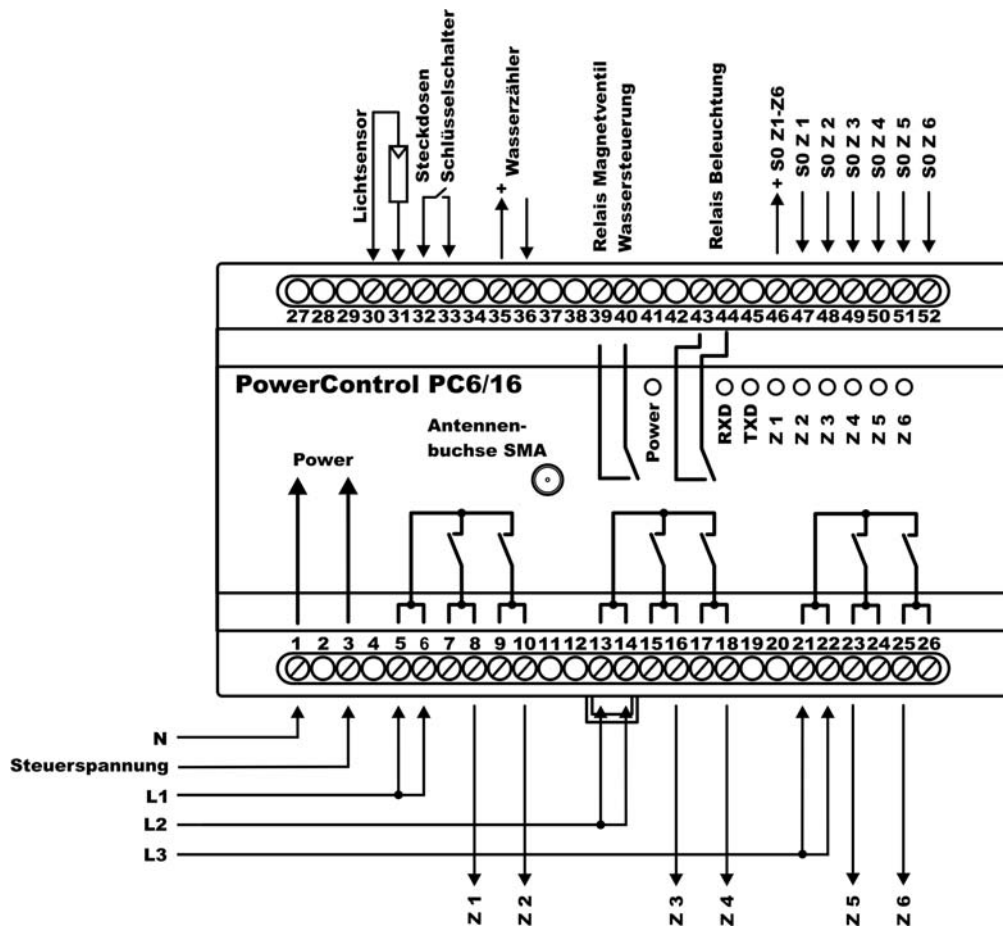 Lichtsensor
Steckdosen
Schlüsselschalter
+ Wasserzähler
Relais Magnetventil
Wassersteuerung
Relais Beleuchtung
+ S0 Z1-Z6
S0 Z 1
S0 Z 2
S0 Z 3
S0 Z 4
S0 Z 5
S0 Z 6
27 28 29 30 31 32 33 34 35 36 37 38 39 40 41 42 43 44 45 46 47 48 49 50 51 52
PowerControl PC6/16
Antennen-
buchse SMA
Power
Power
RXD
TXD
Z 1
Z 2
Z 3
Z 4
Z 5
Z 6
1 2 3 4 5 6 7 8 9 10 11 12 13 14 15 16 17 18 19 20 21 22 23 24 25 26
N
Steuerspannung
L1
L2
L3
Z 1
Z 2
Z 3
Z 4
Z 5
Z 6